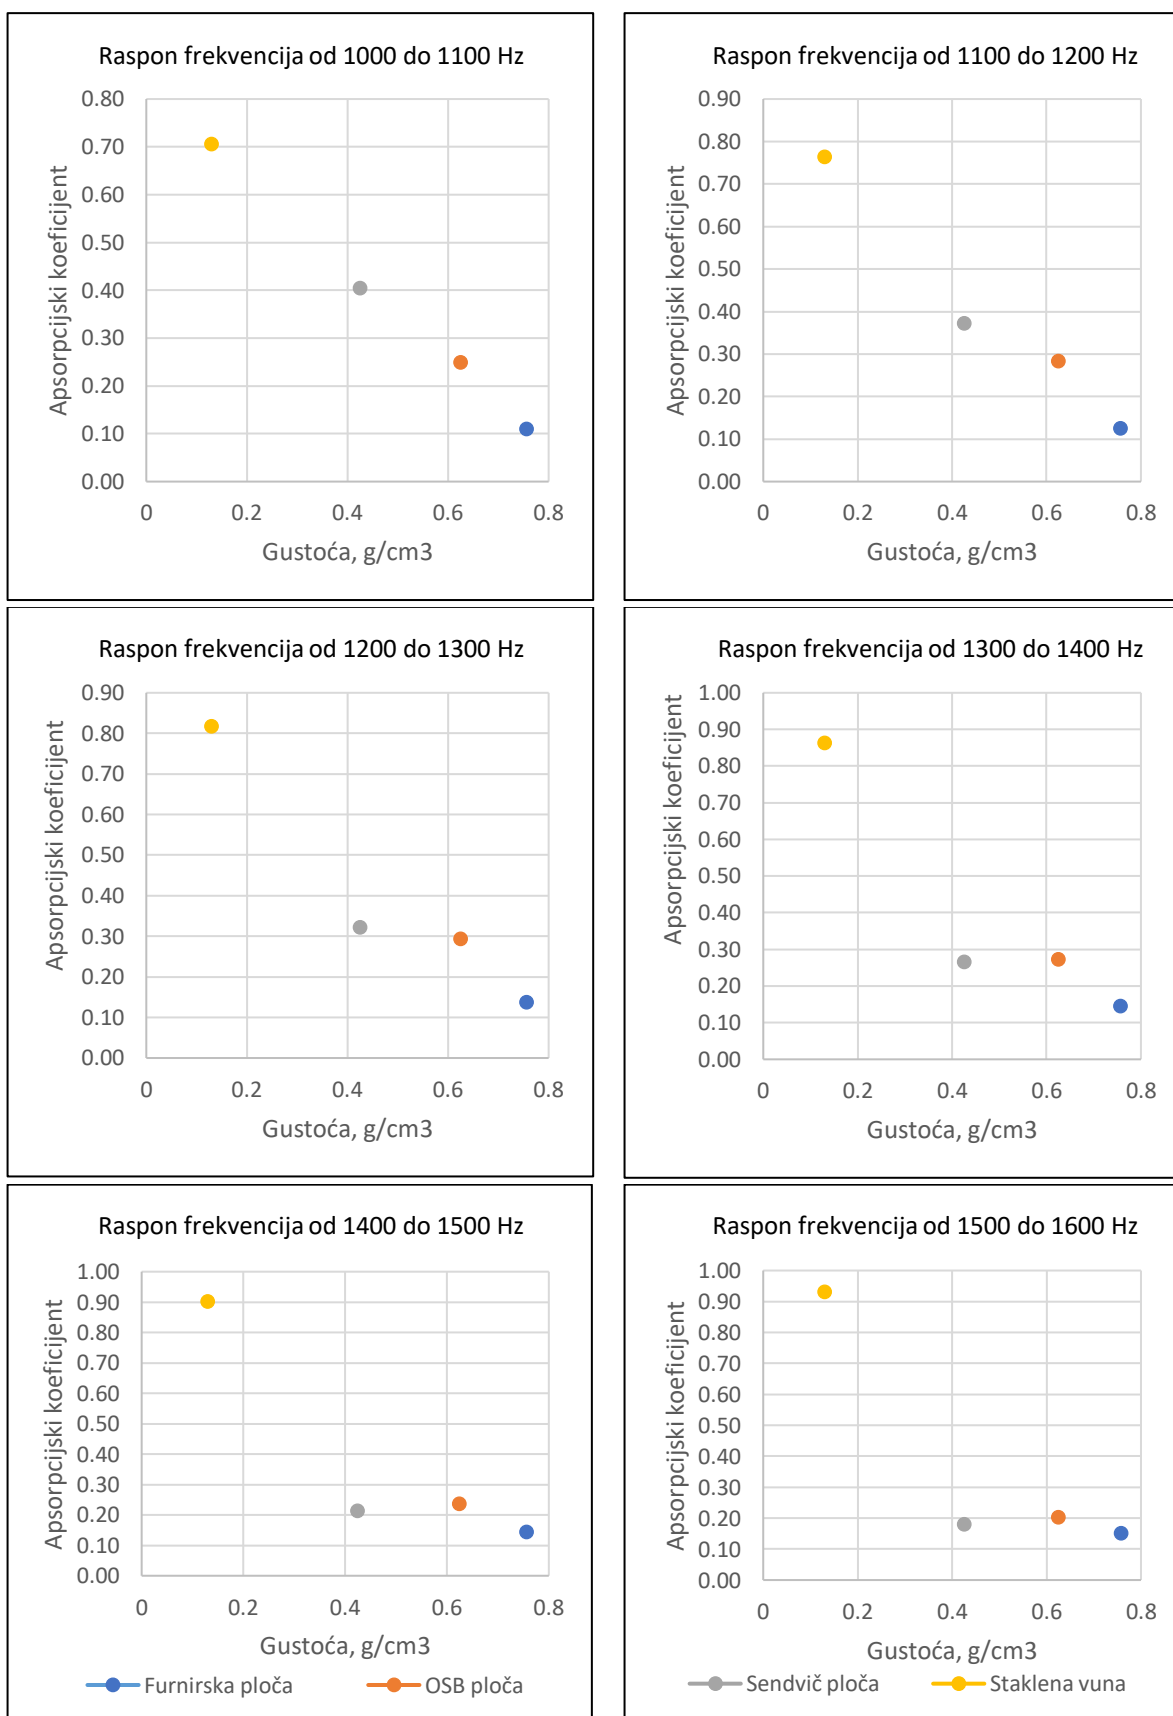 Raspon frekvencija od 1000 do 1100 Hz
Apsorpcijski koeficijent
0.80
0.70
0.60
0.50
0.40
0.30
0.20
0.10
0.00
0 0.2 0.4 0.6 0.8
Gustoća, g/cm3
Raspon frekvencija od 1100 do 1200 Hz
Apsorpcijski koeficijent
0.90
0.80
0.70
0.60
0.50
0.40
0.30
0.20
0.10
0.00
0 0.2 0.4 0.6 0.8
Gustoća, g/cm3
Raspon frekvencija od 1200 do 1300 Hz
Apsorpcijski koeficijent
0.90
0.80
0.70
0.60
0.50
0.40
0.30
0.20
0.10
0.00
0 0.2 0.4 0.6 0.8
Gustoća, g/cm3
Raspon frekvencija od 1300 do 1400 Hz
Apsorpcijski koeficijent
1.00
0.90
0.80
0.70
0.60
0.50
0.40
0.30
0.20
0.10
0.00
0 0.2 0.4 0.6 0.8
Gustoća, g/cm3
Raspon frekvencija od 1400 do 1500 Hz
Apsorpcijski koeficijent
1.00
0.90
0.80
0.70
0.60
0.50
0.40
0.30
0.20
0.10
0.00
0 0.2 0.4 0.6 0.8
Gustoća, g/cm3
Furnirska ploča OSB ploča
Raspon frekvencija od 1500 do 1600 Hz
Apsorpcijski koeficijent
1.00
0.90
0.80
0.70
0.60
0.50
0.40
0.30
0.20
0.10
0.00
0 0.2 0.4 0.6 0.8
Gustoća, g/cm3
Sendvič ploča Staklena vuna